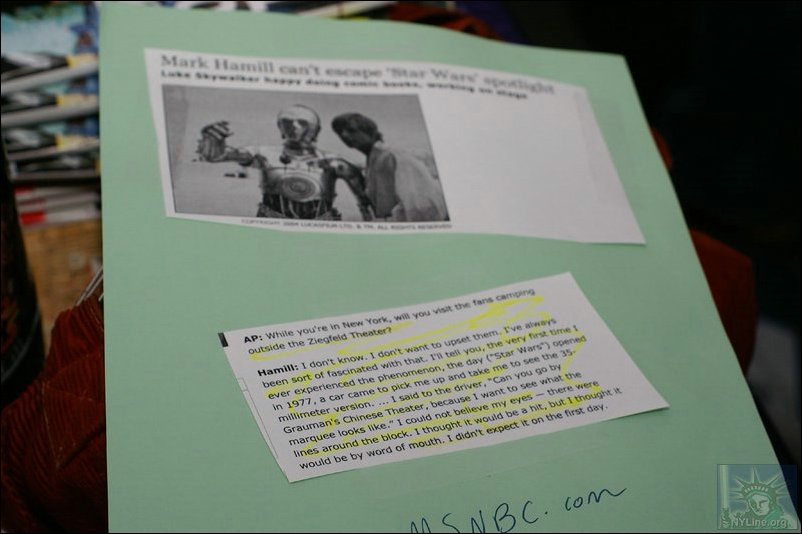 Mark Hamill can't escape 'Star Wars' spotlight
Luke Skywalker happy doing comic books, working on stage
COPYRIGHT 2004 LUCASFILM LTD. & TM. ALL RIGHTS RESERVED
AP: While you're in New York, will you visit the fans camping
outside the Ziegfeld Theater?
Hamill: I don't know. I don't want to upset them. I've always
been sort of fascinated with that. I'll tell you, the very first time I
ever experienced the phenomenon, the day ("Star Wars") opened
in 1977, a car came to pick me up and take me to see the 35-
millimeter version. ... I said to the driver, "Can you go by
Grauman's Chinese Theater, because I want to see what the
marquee looks like." I could not believe my eyes — there were
lines around the block. I thought it would be a hit, but I thought it
would be by word of mouth. I didn't expect it on the first day.
MSNBC.com
NYLine.org